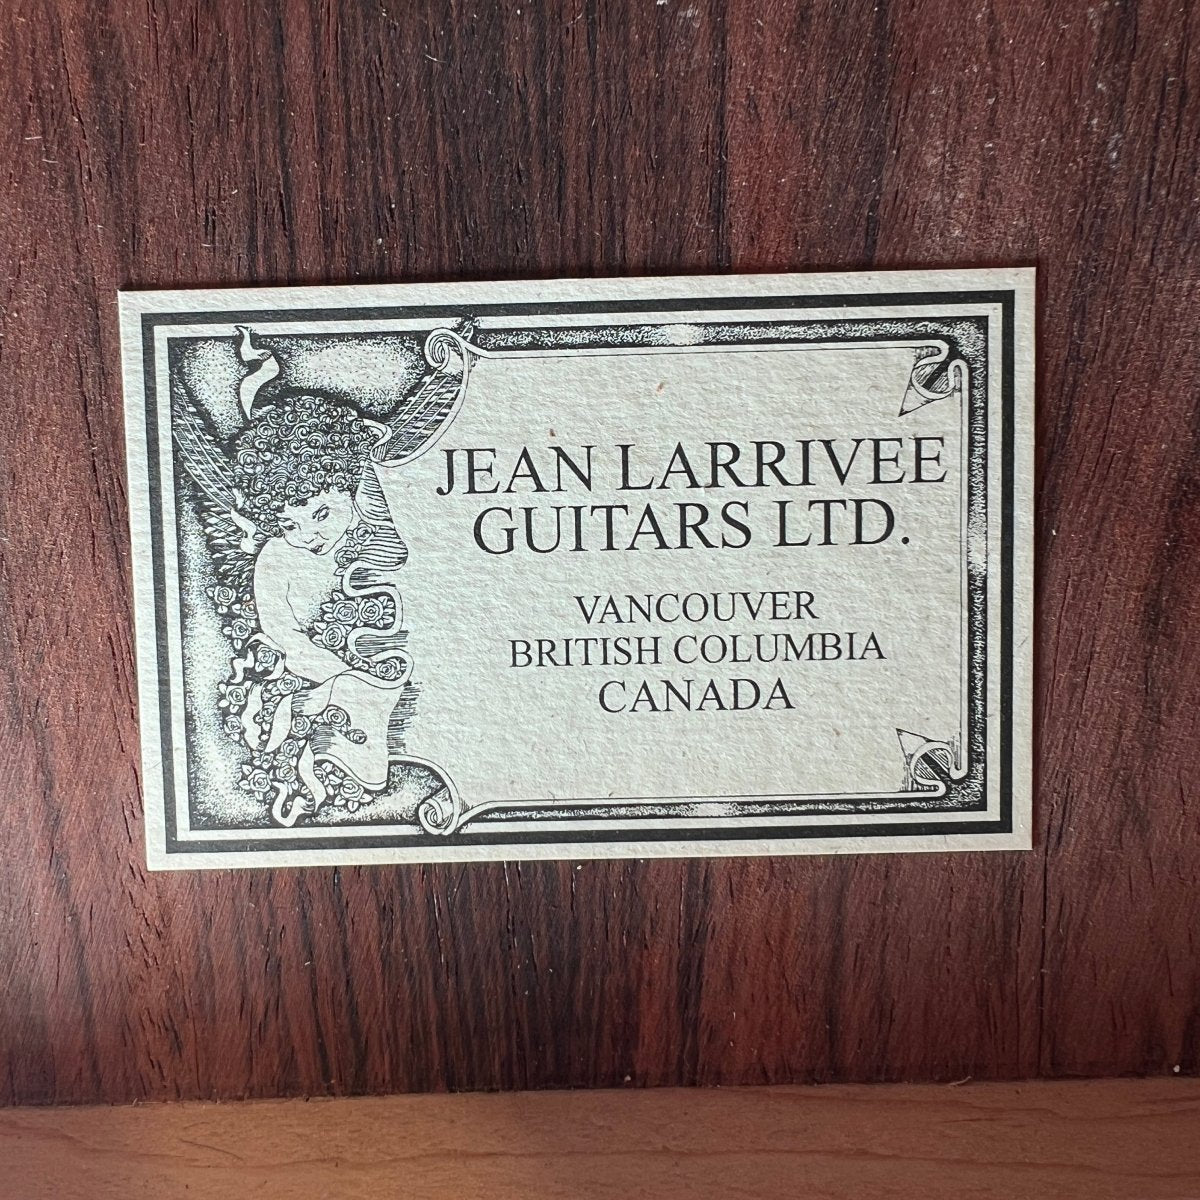 JEAN LARRIVEE
GUITARS LTD.
VANCOUVER
BRITISH COLUMBIA
CANADA